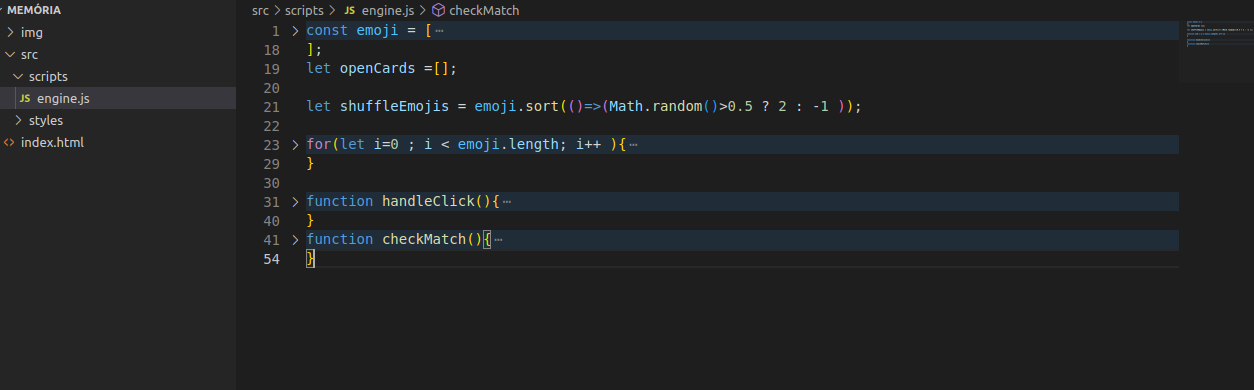 MEMÓRIA
img
src
scripts
JS engine.js
styles
<> index.html
src > scripts > JS engine.js > checkMatch
1 > const emoji = [ ⋯
18 ];
19 let openCards =[];
20
21 let shuffleEmojis = emoji.sort(()=>(Math.random()>0.5 ? 2 : -1 ));
22
23 > for(let i=0 ; i < emoji.length; i++ ){ ⋯
29 }
30
31 > function handleClick(){ ⋯
40 }
41 > function checkMatch(){ ⋯
54 }